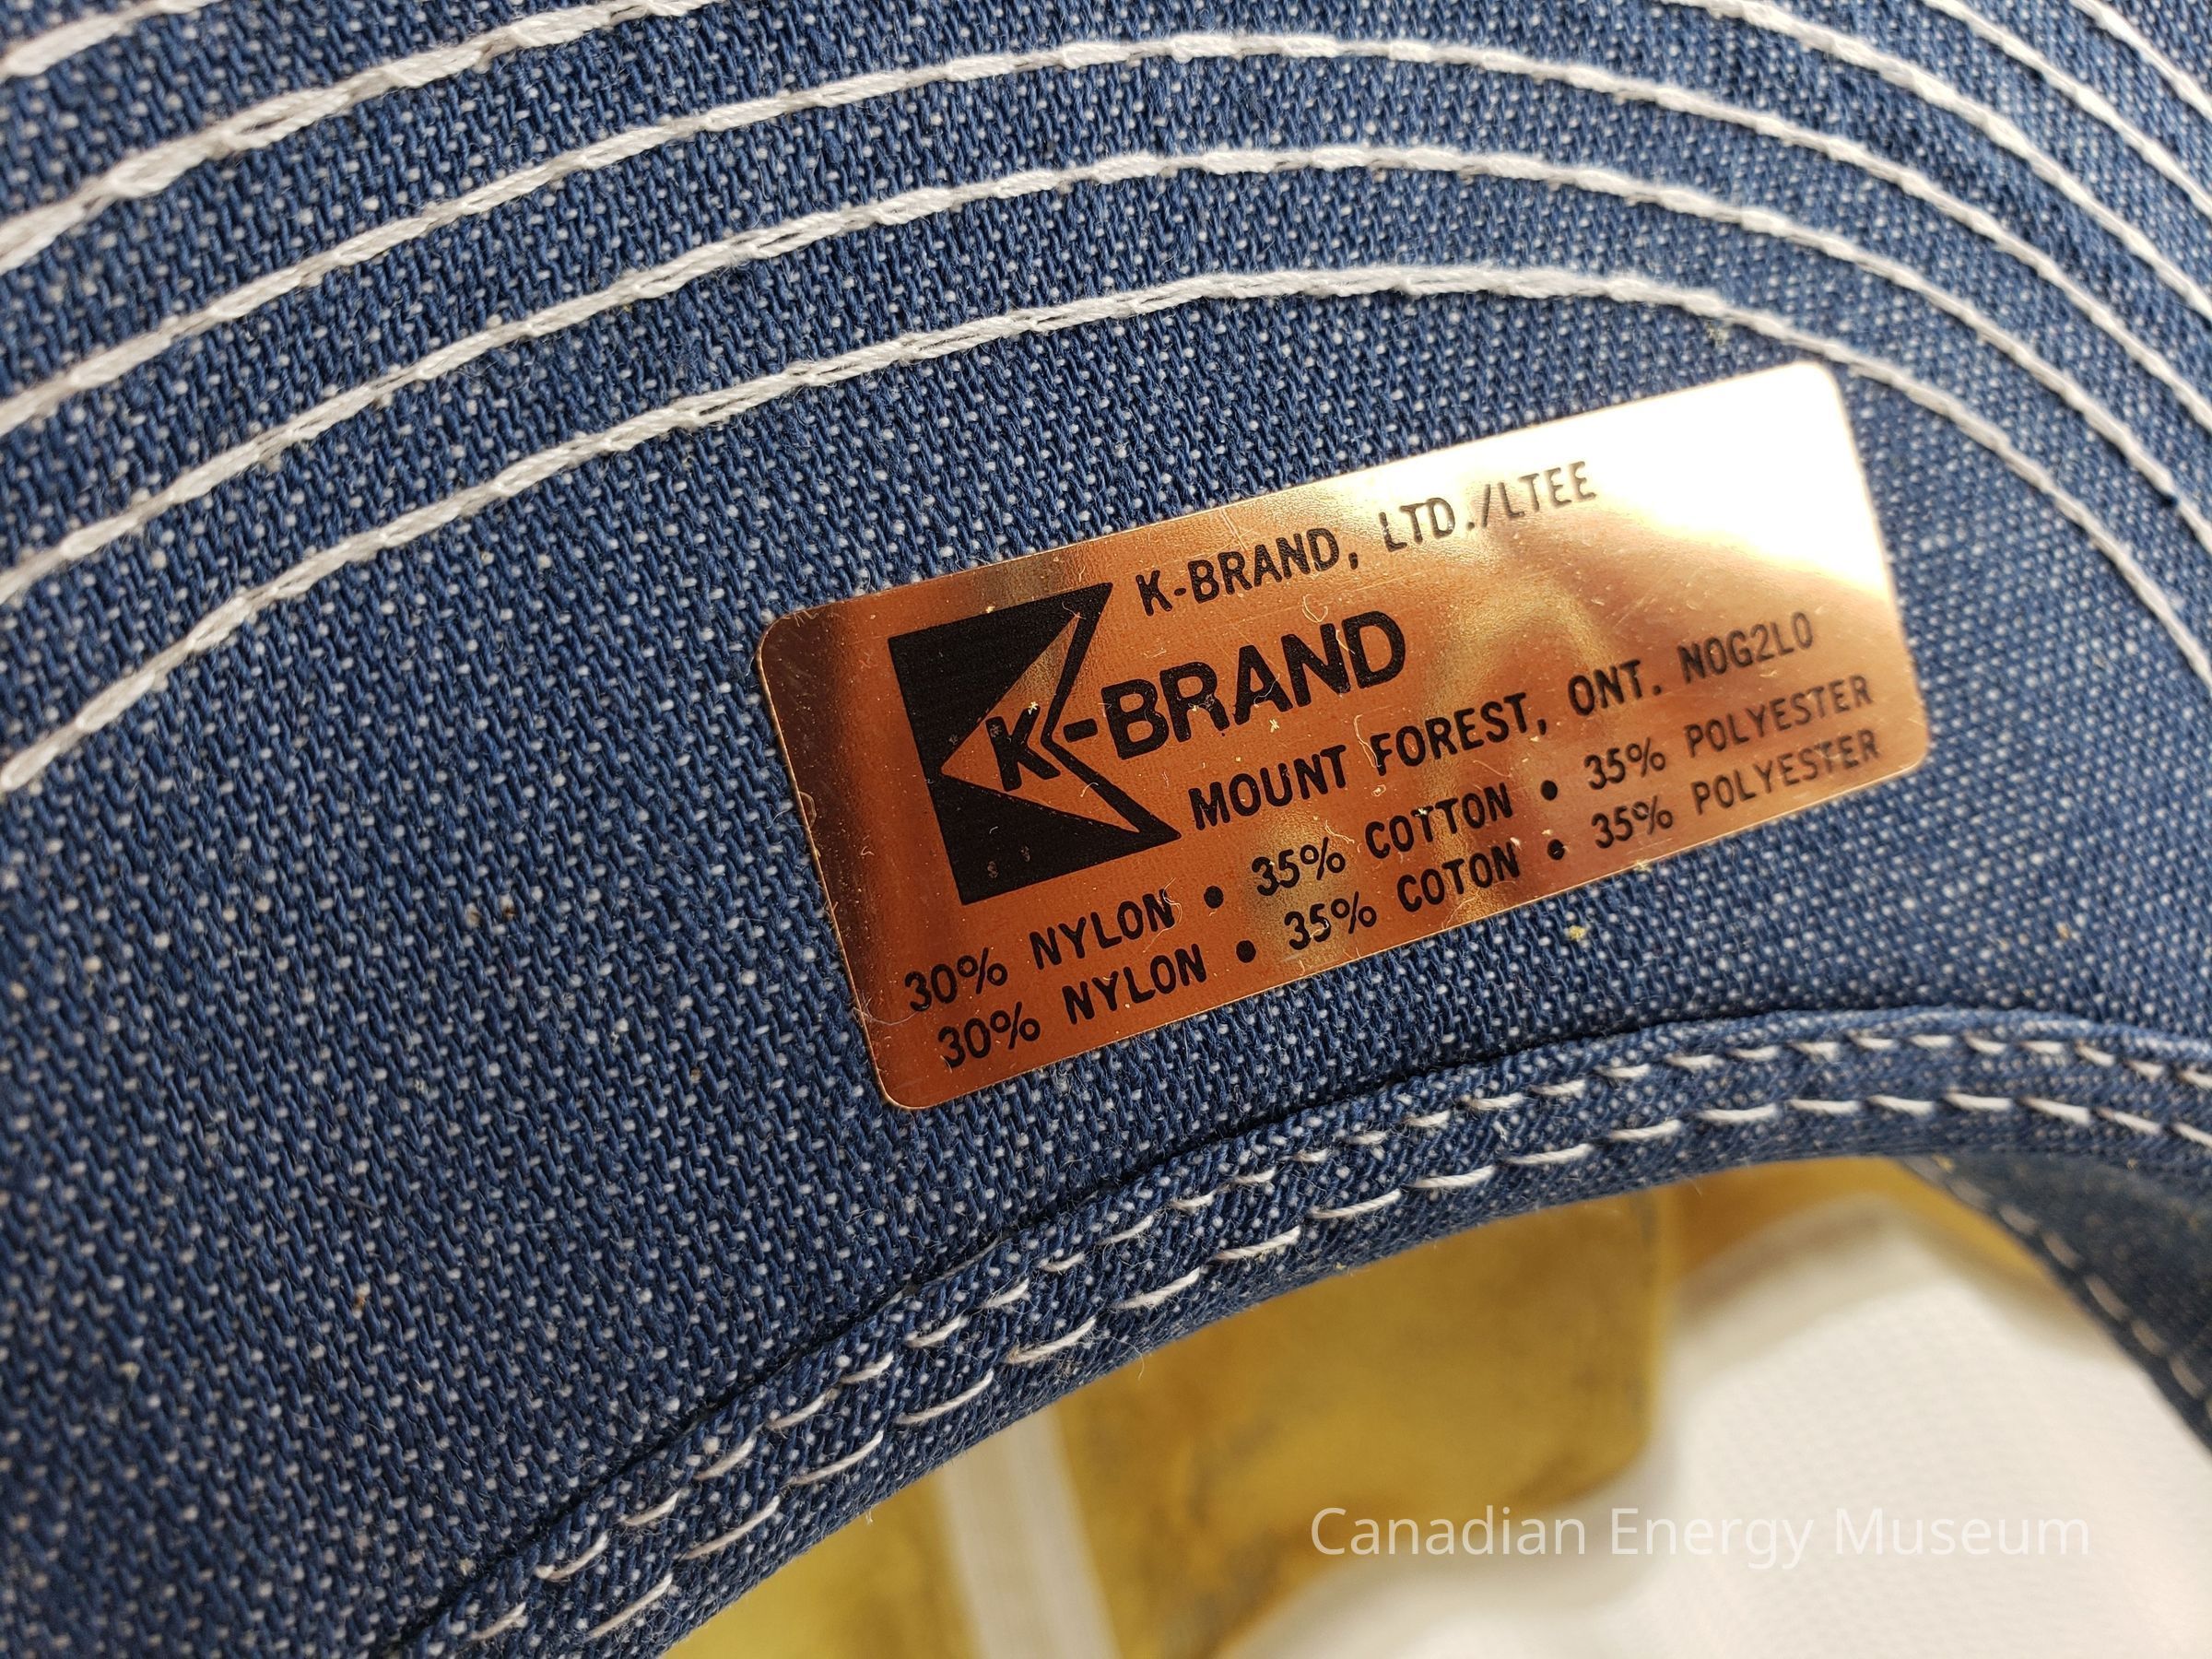 K-BRAND, LTD./LTEE
K-BRAND
MOUNT FOREST, ONT. N0G2L0
30% NYLON • 35% COTTON • 35% POLYESTER
30% NYLON • 35% COTON • 35% POLYESTER
Canadian Energy Museum